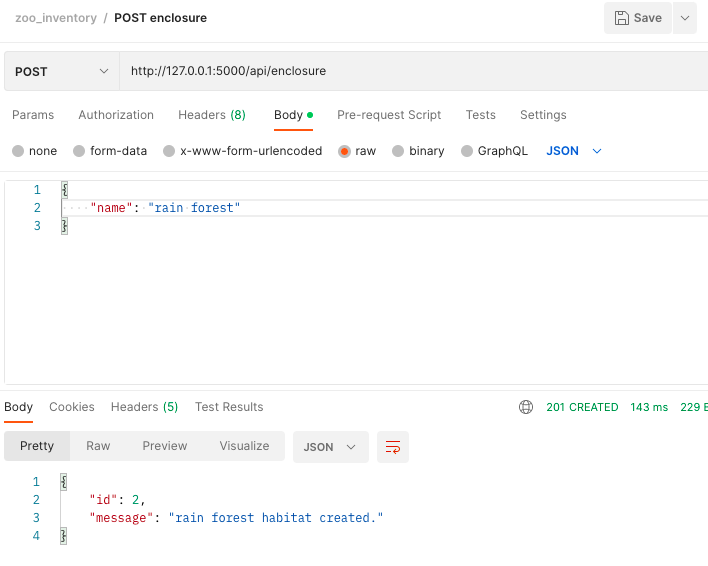 zoo_inventory / POST enclosure Save
POST http://127.0.0.1:5000/api/enclosure
Params Authorization Headers (8) Body Pre-request Script Tests Settings
none form-data x-www-form-urlencoded raw binary GraphQL JSON
1 {
2 "name": "rain forest"
3 }
Body Cookies Headers (5) Test Results 201 CREATED 143 ms 229
Pretty Raw Preview Visualize JSON
1 {
2 "id": 2,
3 "message": "rain forest habitat created."
4 }